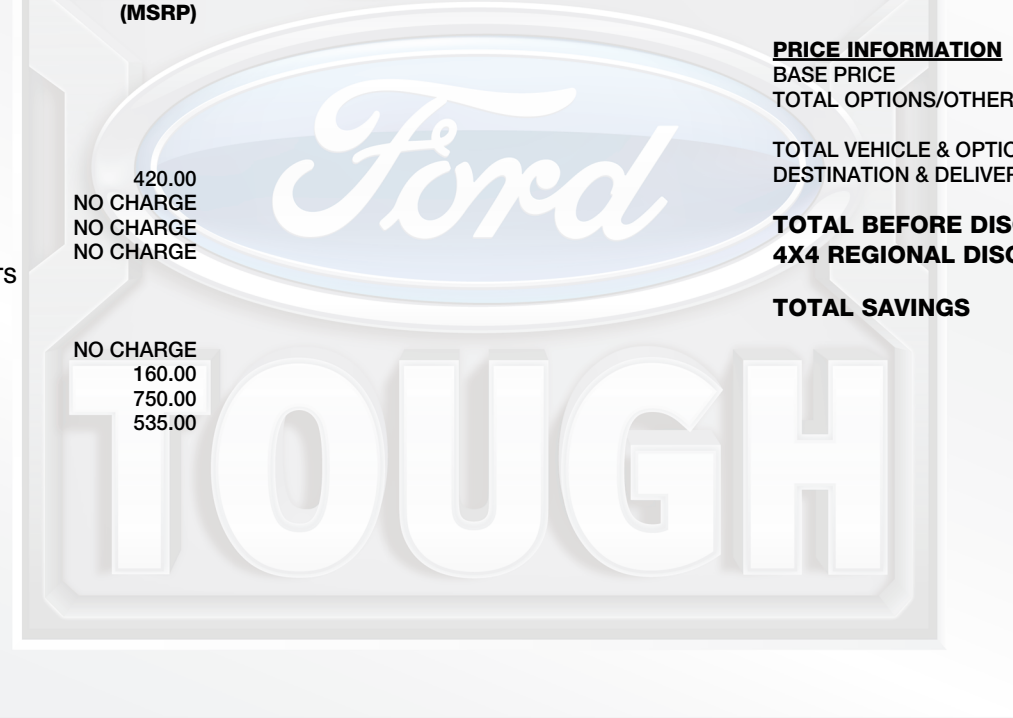 (MSRP)
420.00
NO CHARGE
NO CHARGE
NO CHARGE
TS
NO CHARGE
160.00
750.00
535.00
PRICE INFORMATION
BASE PRICE
TOTAL OPTIONS/OTHER
TOTAL VEHICLE & OPTIO
DESTINATION & DELIVER
TOTAL BEFORE DISC
4X4 REGIONAL DISC
TOTAL SAVINGS
Ford
TOUGH